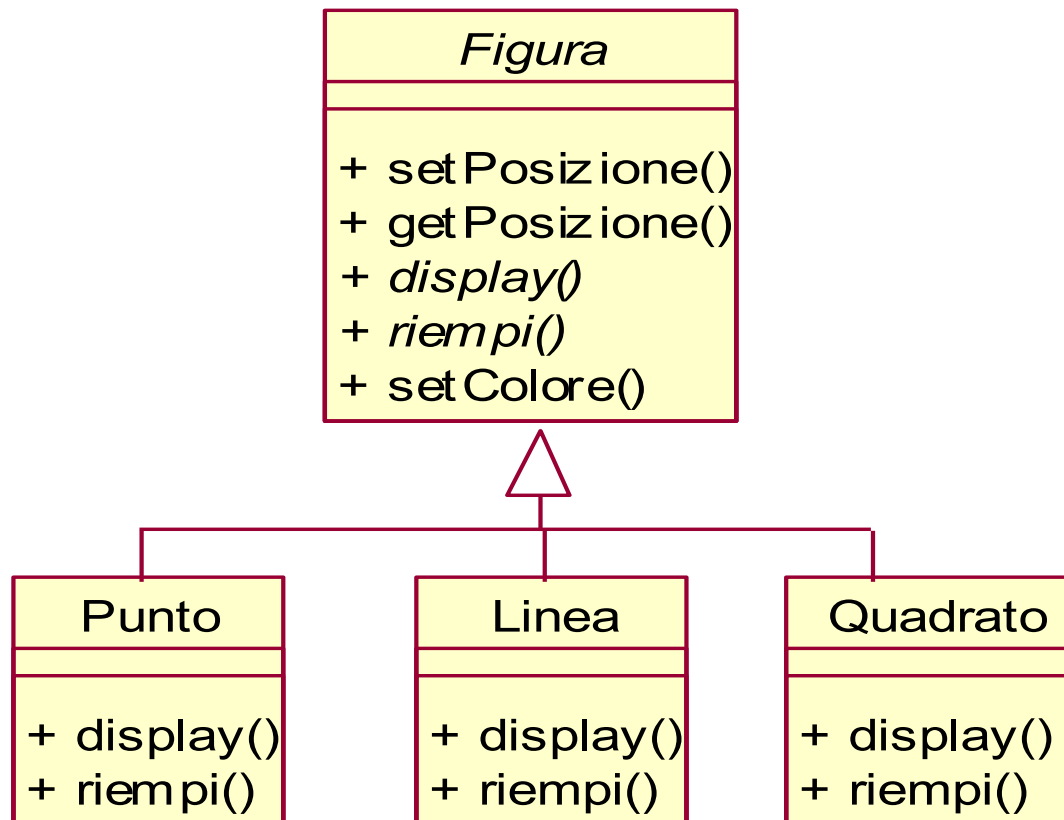 Figura
+ setPosizione()
+ getPosizione()
+ display()
+ riempi()
+ setColore()
Punto
+ display()
+ riempi()
Linea
+ display()
+ riempi()
Quadrato
+ display()
+ riempi()